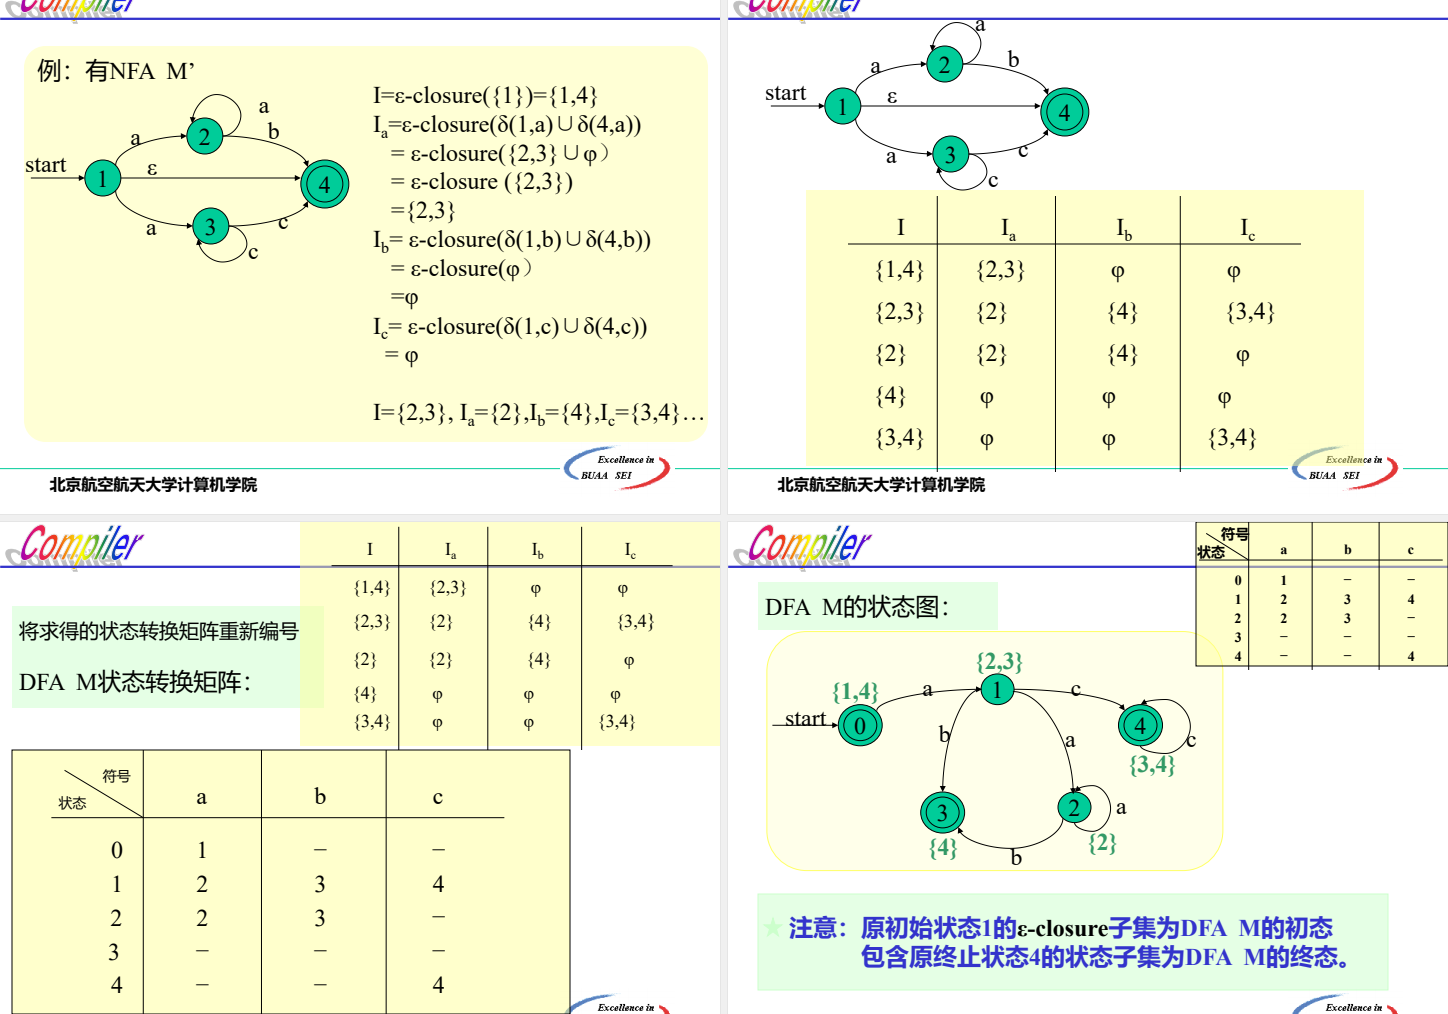 Compiler
例：有NFA M’
start
1
2
3
4
a
a
b
ε
a
c
c
I=ε-closure({1})={1,4}
Ia=ε-closure(δ(1,a)∪δ(4,a))
= ε-closure({2,3}∪φ）
= ε-closure ({2,3})
={2,3}
Ib= ε-closure(δ(1,b)∪δ(4,b))
= ε-closure(φ）
=φ
Ic= ε-closure(δ(1,c)∪δ(4,c))
= φ
I={2,3}, Ia={2},Ib={4},Ic={3,4}…
Excellence in
BUAA SEI
北京航空航天大学计算机学院
Compiler
start
1
2
3
4
a
a
b
ε
a
c
c
I Ia Ib Ic
{1,4} {2,3} φ φ
{2,3} {2} {4} {3,4}
{2} {2} {4} φ
{4} φ φ φ
{3,4} φ φ {3,4}
Excellence in
BUAA SEI
北京航空航天大学计算机学院
Compiler
I Ia Ib Ic
{1,4} {2,3} φ φ
{2,3} {2} {4} {3,4}
{2} {2} {4} φ
{4} φ φ φ
{3,4} φ φ {3,4}
将求得的状态转换矩阵重新编号
DFA M状态转换矩阵：
符号
状态 a b c
0 1 – –
1 2 3 4
2 2 3 –
3 – – –
4 – – 4
Excellence in
Compiler
符号
状态 a b c
0 1 – –
1 2 3 4
2 2 3 –
3 – – –
4 – – 4
DFA M的状态图：
{2,3}
{1,4}
start
0
a
1
c
4
c
{3,4}
b
a
3
2
a
{4}
{2}
b
★ 注意：原初始状态1的ε-closure子集为DFA M的初态
包含原终止状态4的状态子集为DFA M的终态。
Excellence in